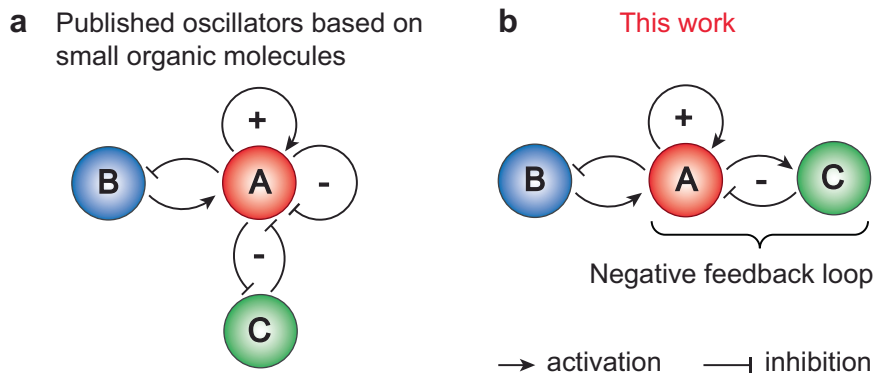 a Published oscillators based on
small organic molecules
+
B
A
-
-
C
b This work
+
B
A
-
C
Negative feedback loop
activation
inhibition